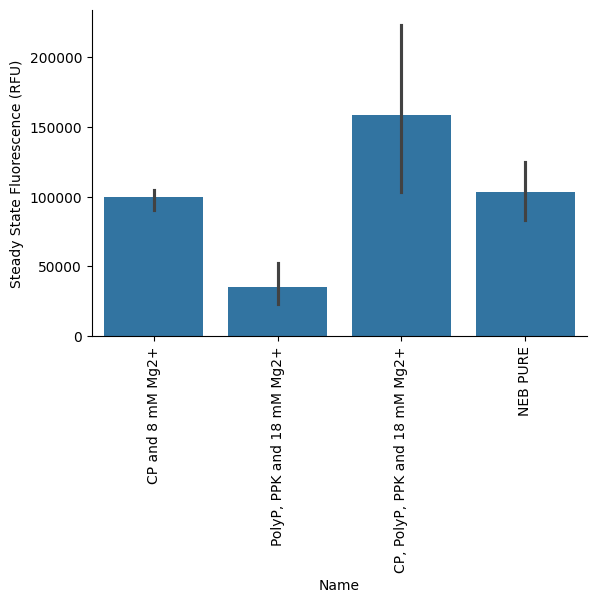 Steady State Fluorescence (RFU)
200000
150000
100000
50000
0
CP and 8 mM Mg2+
PolyP, PPK and 18 mM Mg2+
CP, PolyP, PPK and 18 mM Mg2+
NEB PURE
Name